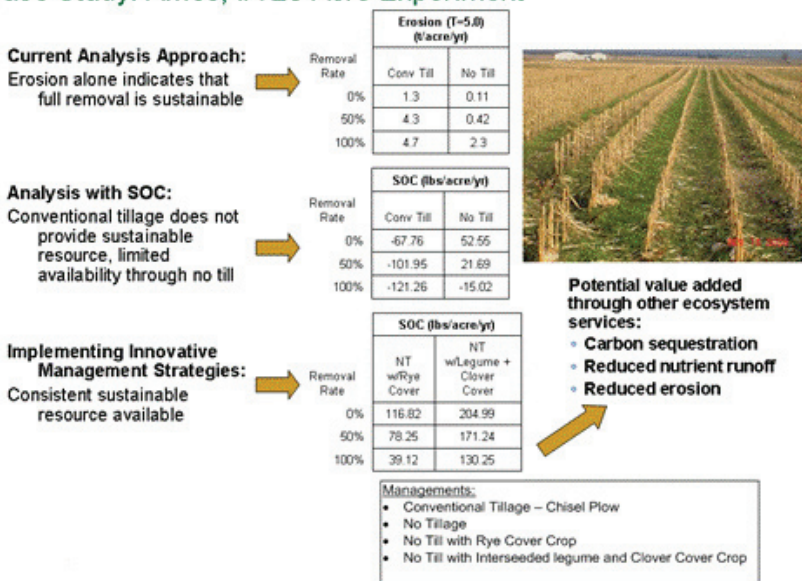 Current Analysis Approach:
Erosion alone indicates that
full removal is sustainable
Removal
Rate
Erosion (T=5.0)
(t/acre/yr)
Conv Till No Till
0% 1.3 0.11
50% 4.3 0.42
100% 4.7 2.3
Analysis with SOC:
Conventional tillage does not
provide sustainable
resource, limited
availability through no till
Removal
Rate
SOC (lbs/acre/yr)
Conv Till No Till
0% -67.76 52.55
50% -101.95 21.69
100% -121.26 -15.02
Implementing Innovative
Management Strategies:
Consistent sustainable
resource available
Removal
Rate
SOC (lbs/acre/yr)
NT
w/Rye
Cover
NT
w/Legume +
Clover
Cover
0% 116.82 204.99
50% 78.25 171.24
100% 39.12 130.25
Potential value added
through other ecosystem
services:
• Carbon sequestration
• Reduced nutrient runoff
• Reduced erosion
Managements:
• Conventional Tillage – Chisel Plow
• No Tillage
• No Till with Rye Cover Crop
• No Till with Interseeded legume and Clover Cover Crop